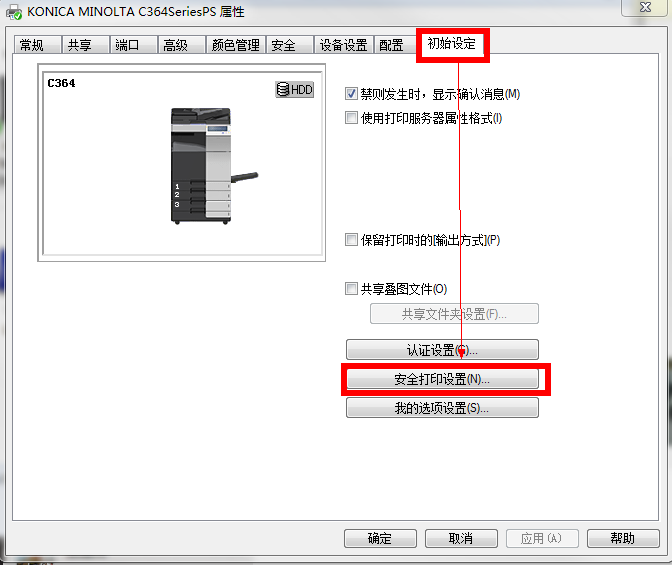 KONICA MINOLTA C364SeriesPS 属性
常规 共享 端口 高级 颜色管理 安全 设备设置 配置 初始设定
C364
HDD
1
2
3
禁则发生时，显示确认消息(M)
使用打印服务器属性格式(I)
保留打印时的[输出方式](P)
共享叠图文件(O)
共享文件夹设置(F)...
认证设置(G)...
安全打印设置(N)...
我的选项设置(S)...
确定 取消 应用(A) 帮助